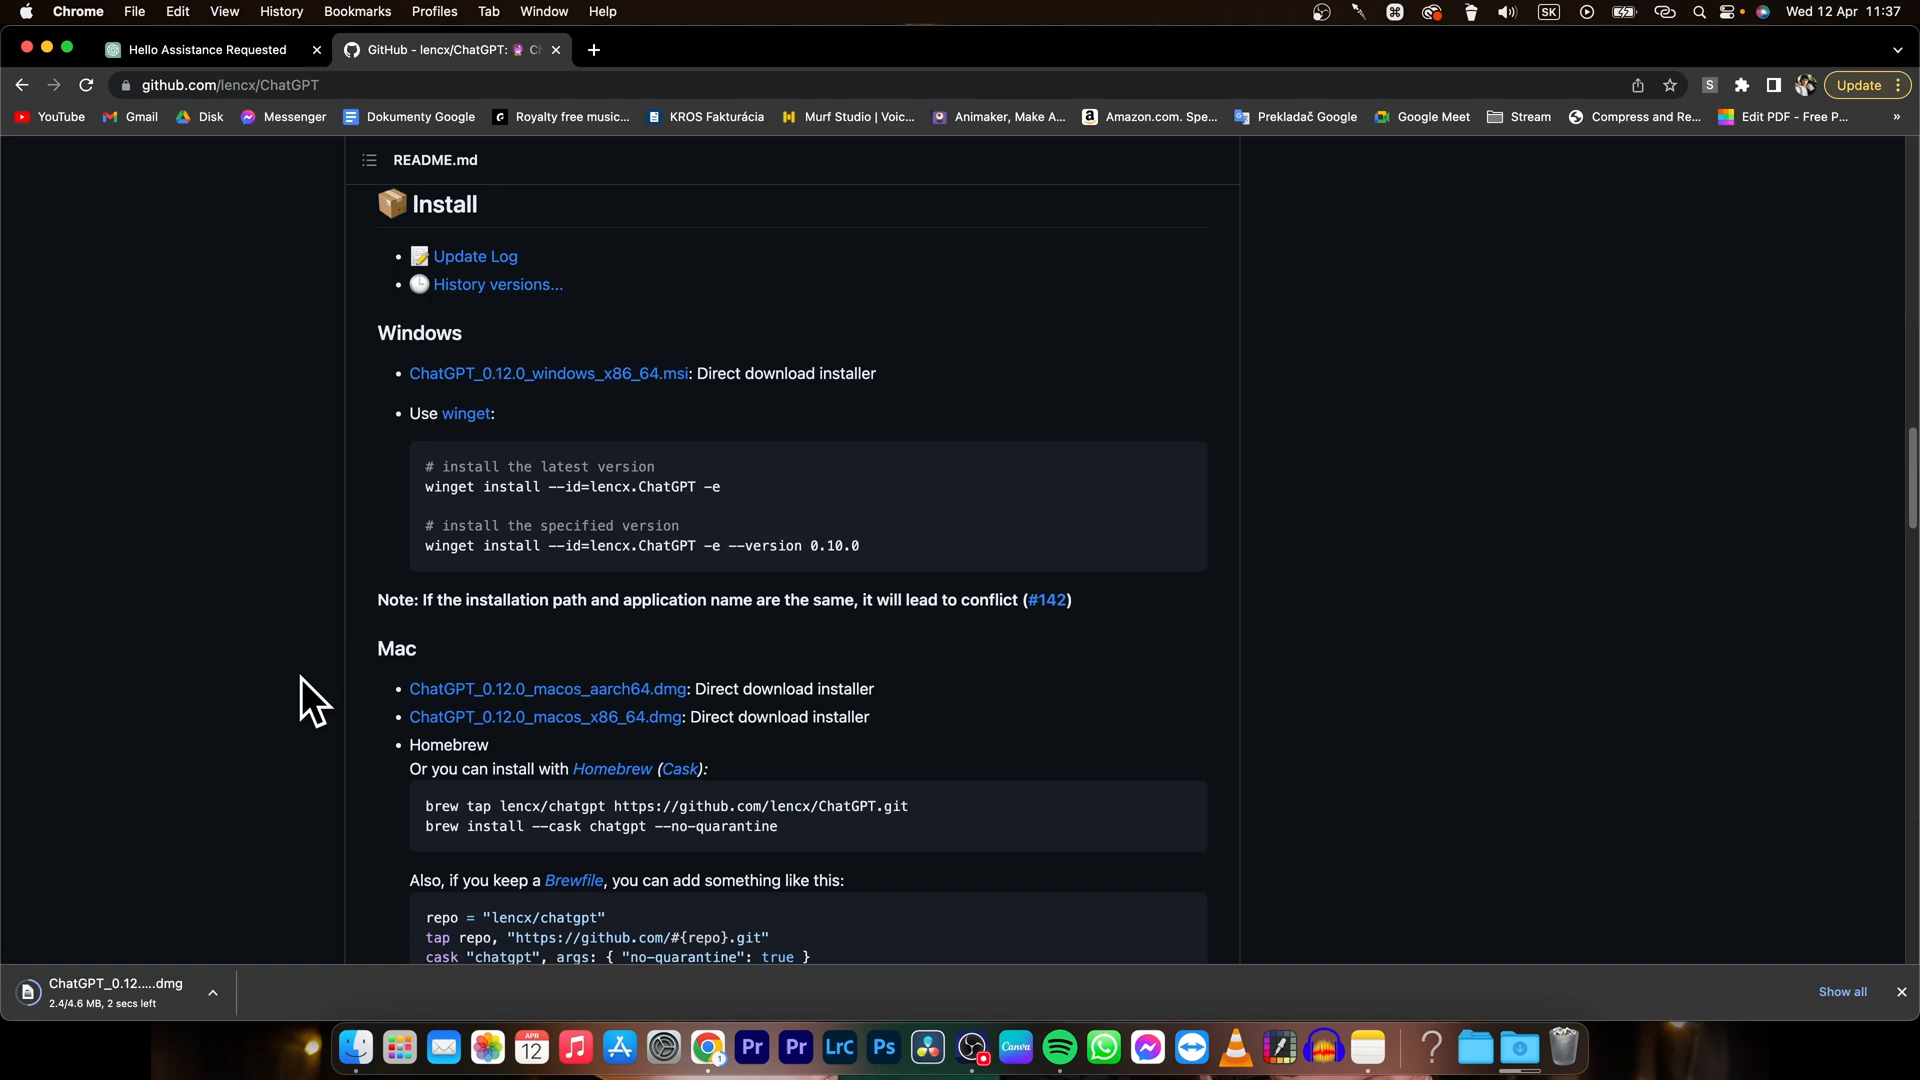 Chrome File Edit View History Bookmarks Profiles Tab Window Help SK Wed 12 Apr 11:37
Hello Assistance Requested GitHub - lencx/ChatGPT: 🔮 Ch
github.com/lencx/ChatGPT S Update
YouTube Gmail Disk Messenger Dokumenty Google Royalty free music... KROS Fakturácia Murf Studio | Voic... Animaker, Make A... Amazon.com. Spe... Prekladač Google Google Meet Stream Compress and Re... Edit PDF - Free P... »
README.md
📦 Install
• 📝 Update Log
• 🕒 History versions...
Windows
• ChatGPT_0.12.0_windows_x86_64.msi: Direct download installer
• Use winget:
# install the latest version
winget install --id=lencx.ChatGPT -e
# install the specified version
winget install --id=lencx.ChatGPT -e --version 0.10.0
Note: If the installation path and application name are the same, it will lead to conflict (#142)
Mac
• ChatGPT_0.12.0_macos_aarch64.dmg: Direct download installer
• ChatGPT_0.12.0_macos_x86_64.dmg: Direct download installer
• Homebrew
Or you can install with Homebrew (Cask):
brew tap lencx/chatgpt https://github.com/lencx/ChatGPT.git
brew install --cask chatgpt --no-quarantine
Also, if you keep a Brewfile, you can add something like this:
repo = "lencx/chatgpt"
tap repo, "https://github.com/#{repo}.git"
cask "chatgpt", args: { "no-quarantine": true }
ChatGPT_0.12.....dmg
2.4/4.6 MB, 2 secs left
Show all
APR
12 1 Pr Pr LrC Ps Canva ?